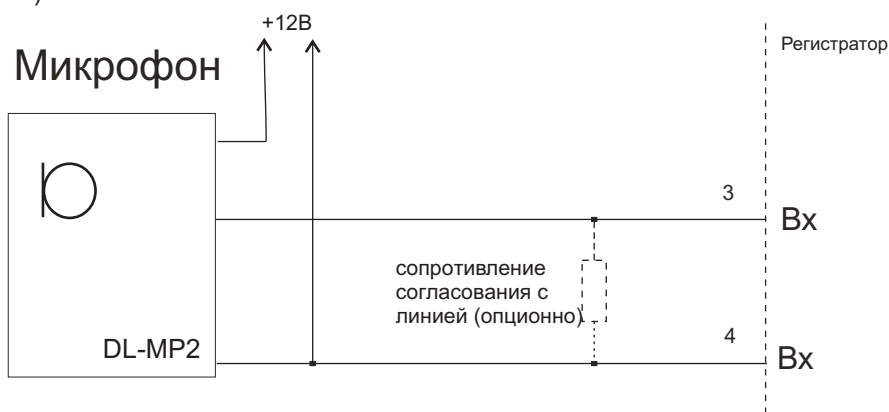 )
+12В
Регистратор
Микрофон
3
Вх
сопротивление
согласования с
линией (опционно)
4
DL-MP2
Вх